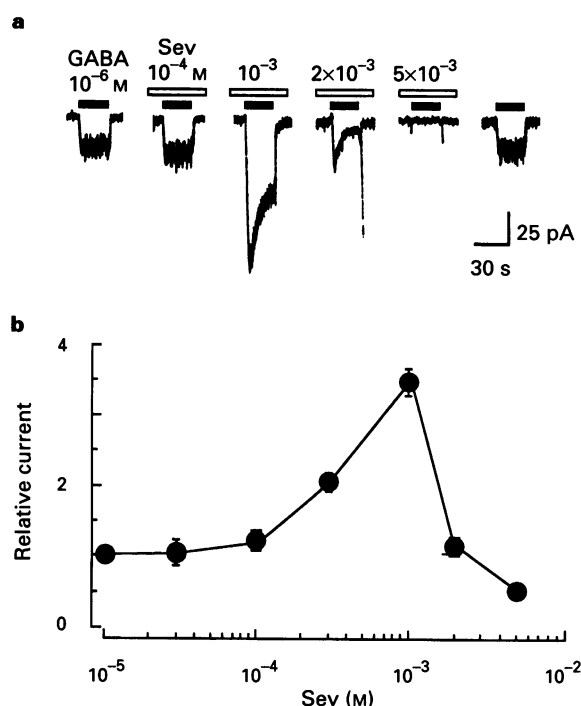 a
GABA
10⁻⁶ M
Sev
10⁻⁴ M
10⁻³
2×10⁻³
5×10⁻³
25 pA
30 s
b
4
2
0
Relative current
10⁻⁵
10⁻⁴
10⁻³
10⁻²
Sev (M)